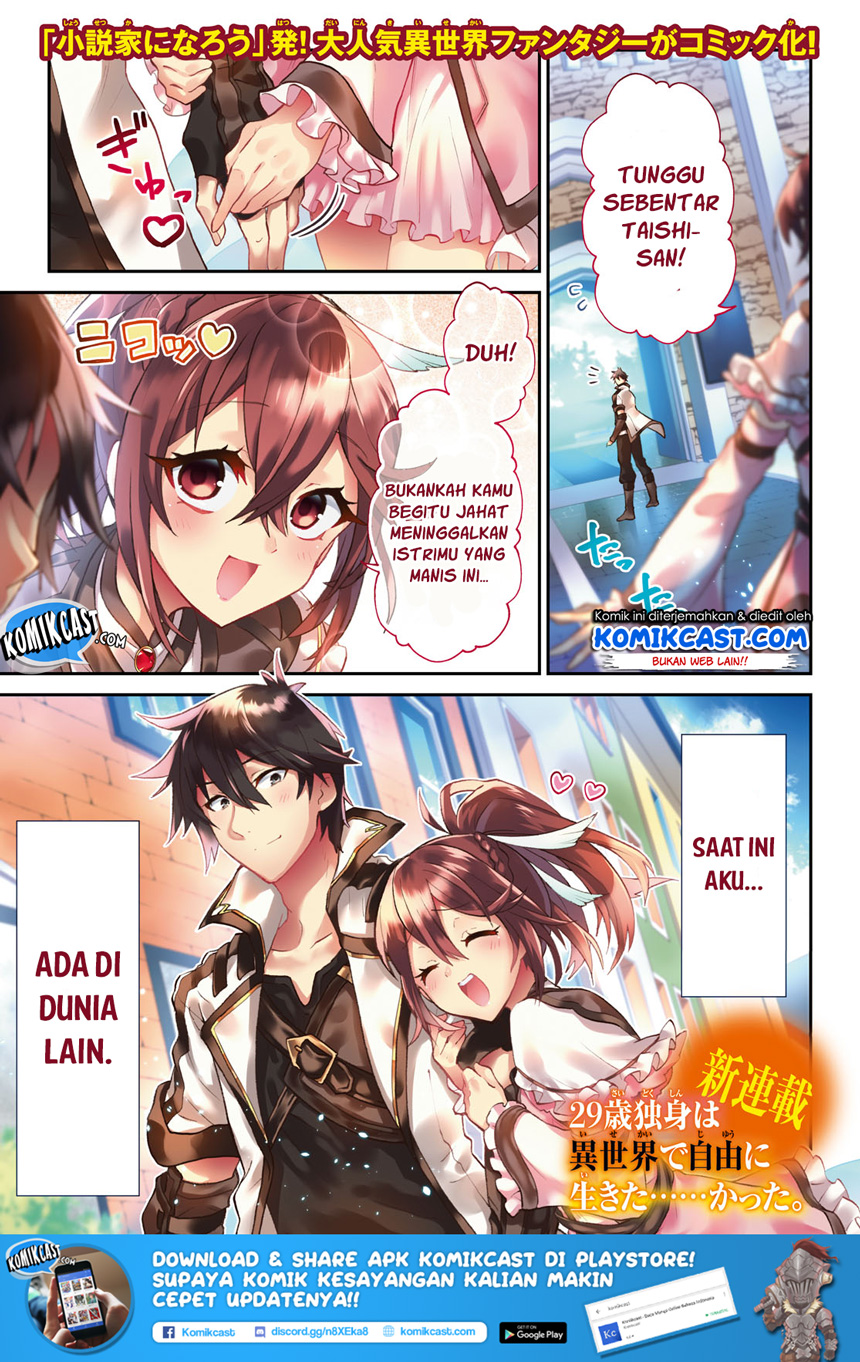 「小説家になろう」発！大人気異世界ファンタジーがコミック化！
ぎゅっ♡
TUNGGU
SEBENTAR
TAISHI-
SAN!
たったっ
ニコッ♡
DUH!
BUKANKAH KAMU
BEGITU JAHAT
MENINGGALKAN
ISTRIMU YANG
MANIS INI...
KOMIKCAST.COM
Komik ini diterjemahkan & diedit oleh
KOMIKCAST.COM
BUKAN WEB LAIN!!
SAAT INI
AKU...
ADA DI
DUNIA
LAIN.
新連載
29歳独身は
異世界で自由に
生きた……かった。
KOMIKCAST.COM
DOWNLOAD & SHARE APK KOMIKCAST DI PLAYSTORE!
SUPAYA KOMIK KESAYANGAN KALIAN MAKIN
CEPET UPDATENYA!!
Komikcast
discord.gg/n8XEka8
komikcast.com
GET IT ON
Google Play
Kc